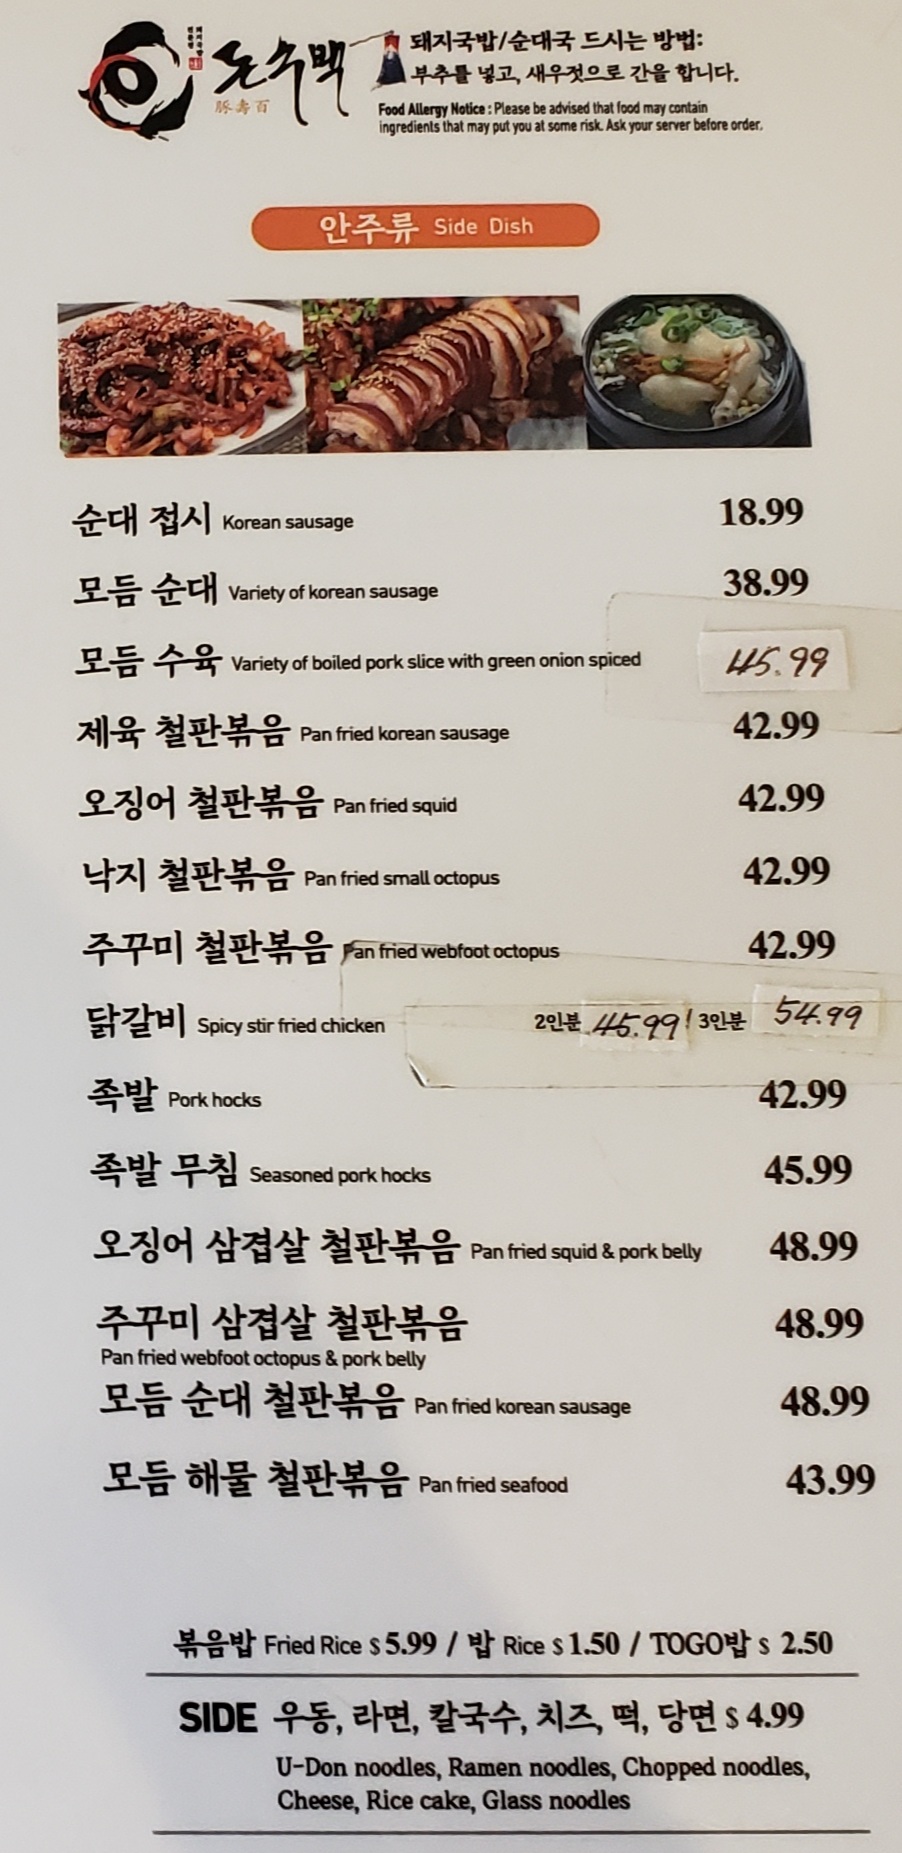 돈수백
豚壽百
돼지국밥/순대국 드시는 방법:
부추를 넣고, 새우젓으로 간을 합니다.
Food Allergy Notice : Please be advised that food may contain
ingredients that may put you at some risk. Ask your server before order.
안주류 Side Dish
순대 접시 Korean sausage 18.99
모듬 순대 Variety of korean sausage 38.99
모듬 수육 Variety of boiled pork slice with green onion spiced 45.99
제육 철판볶음 Pan fried korean sausage 42.99
오징어 철판볶음 Pan fried squid 42.99
낙지 철판볶음 Pan fried small octopus 42.99
주꾸미 철판볶음 Pan fried webfoot octopus 42.99
닭갈비 Spicy stir fried chicken 2인분 45.99 / 3인분 54.99
족발 Pork hocks 42.99
족발 무침 Seasoned pork hocks 45.99
오징어 삼겹살 철판볶음 Pan fried squid & pork belly 48.99
주꾸미 삼겹살 철판볶음 48.99
Pan fried webfoot octopus & pork belly
모듬 순대 철판볶음 Pan fried korean sausage 48.99
모듬 해물 철판볶음 Pan fried seafood 43.99
볶음밥 Fried Rice $ 5.99 / 밥 Rice $ 1.50 / TOGO밥 $ 2.50
SIDE 우동, 라면, 칼국수, 치즈, 떡, 당면 $ 4.99
U-Don noodles, Ramen noodles, Chopped noodles,
Cheese, Rice cake, Glass noodles